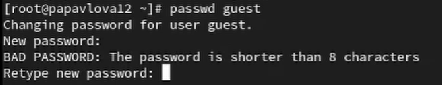 [root@papavlova12 ~]# passwd guest
Changing password for user guest.
New password:
BAD PASSWORD: The password is shorter than 8 characters
Retype new password: